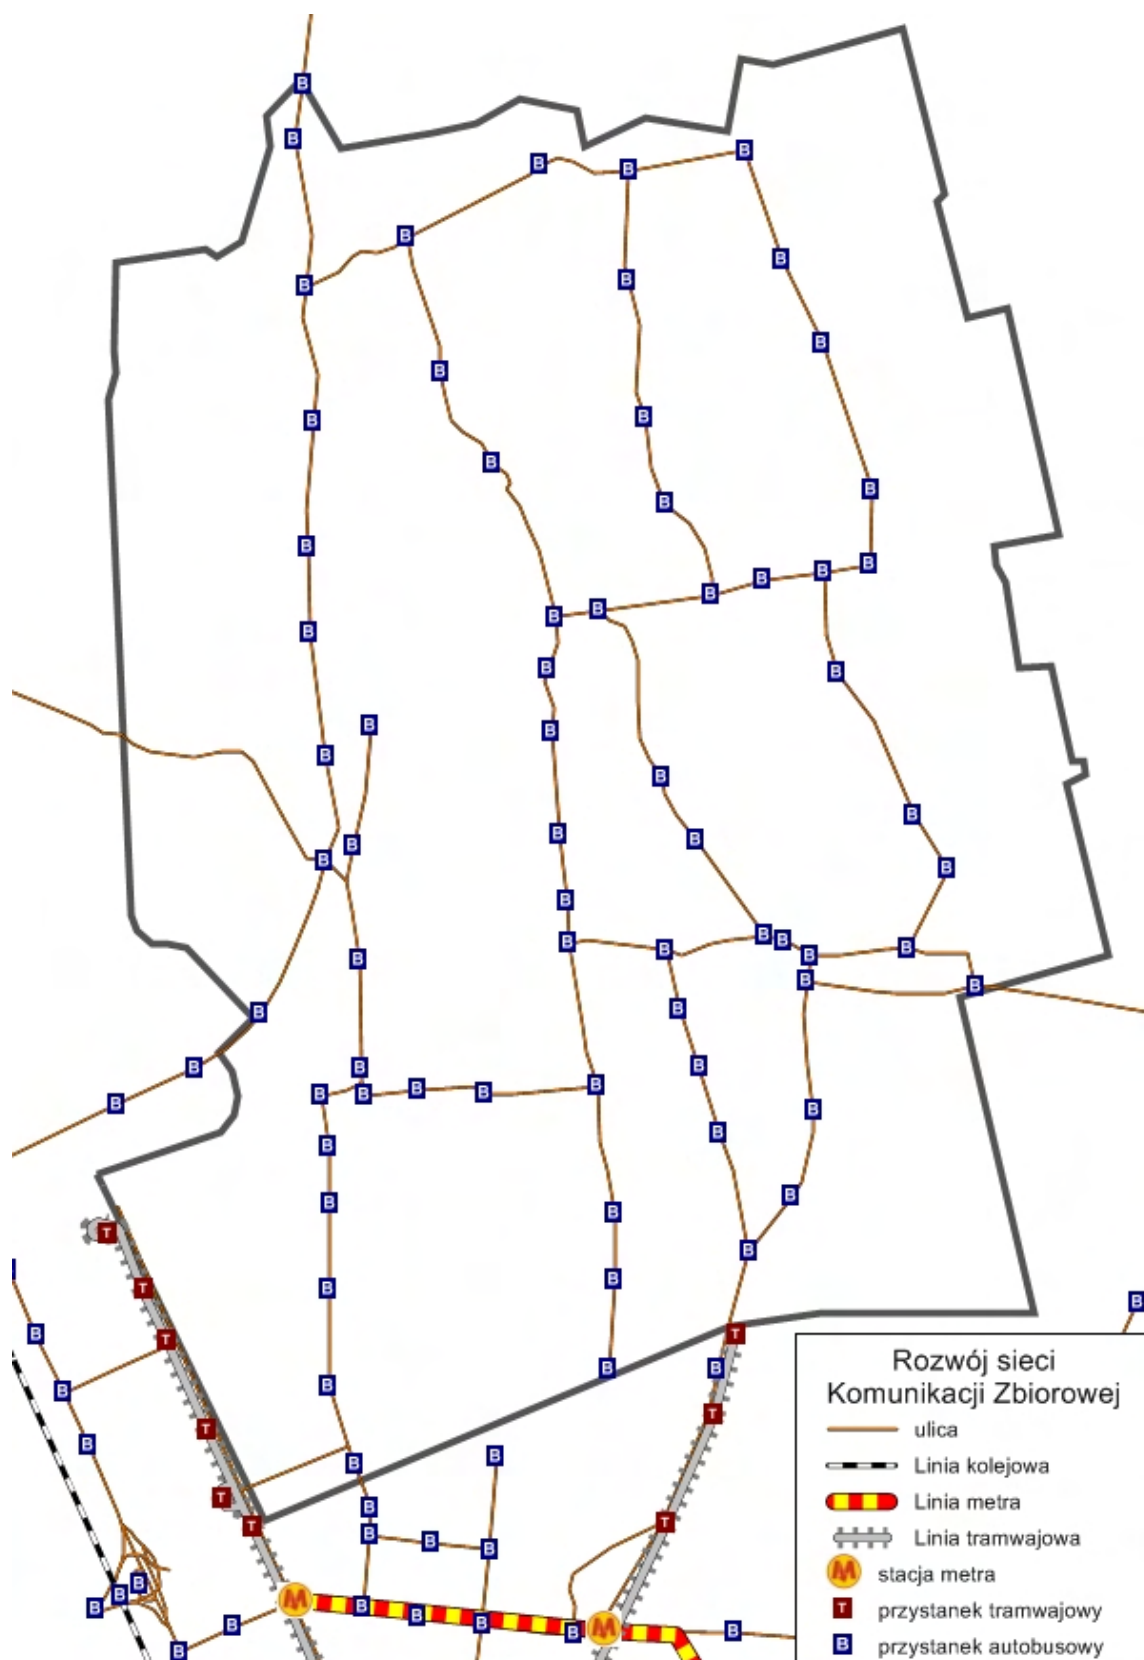 Rozwój sieci
Komunikacji Zbiorowej
ulica
Linia kolejowa
Linia metra
Linia tramwajowa
M stacja metra
T przystanek tramwajowy
B przystanek autobusowy